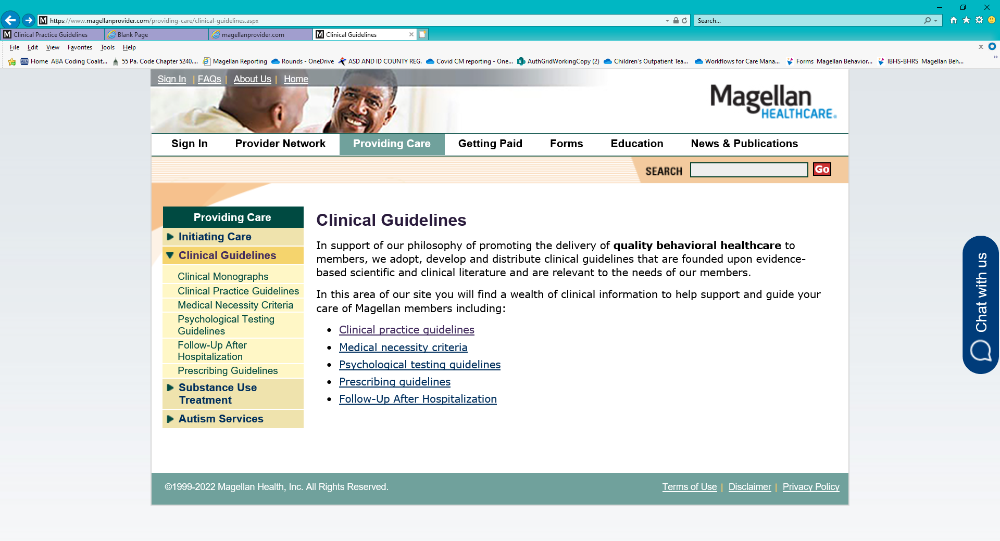 https://www.magellanprovider.com/providing-care/clinical-guidelines.aspx
Search...
M Clinical Practice Guidelines
Blank Page
magellanprovider.com
M Clinical Guidelines
File Edit View Favorites Tools Help
Home ABA Coding Coalit...
55 Pa. Code Chapter 5240....
Magellan Reporting
Rounds - OneDrive
ASD AND ID COUNTY REG.
Covid CM reporting - One...
AuthGridWorkingCopy (2)
Children's Outpatient Tea...
Workflows for Care Mana...
Forms Magellan Behavior...
IBHS-BHRS Magellan Beh...
Sign In | FAQs | About Us | Home
Magellan
HEALTHCARE®
Sign In Provider Network Providing Care Getting Paid Forms Education News & Publications
SEARCH Go
Providing Care
Initiating Care
Clinical Guidelines
Clinical Monographs
Clinical Practice Guidelines
Medical Necessity Criteria
Psychological Testing
Guidelines
Follow-Up After
Hospitalization
Prescribing Guidelines
Substance Use
Treatment
Autism Services
Clinical Guidelines
In support of our philosophy of promoting the delivery of quality behavioral healthcare to
members, we adopt, develop and distribute clinical guidelines that are founded upon evidence-
based scientific and clinical literature and are relevant to the needs of our members.
In this area of our site you will find a wealth of clinical information to help support and guide your
care of Magellan members including:
• Clinical practice guidelines
• Medical necessity criteria
• Psychological testing guidelines
• Prescribing guidelines
• Follow-Up After Hospitalization
Chat with us
©1999-2022 Magellan Health, Inc. All Rights Reserved.
Terms of Use | Disclaimer | Privacy Policy